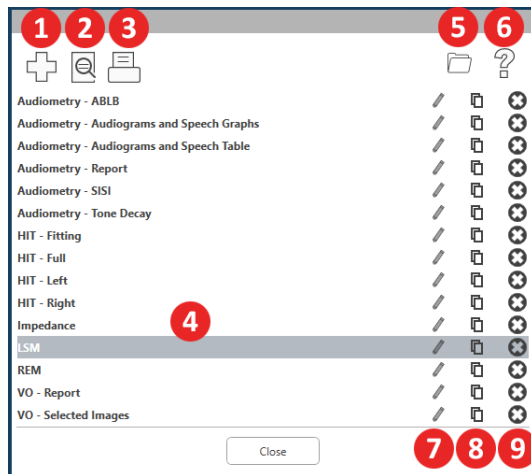 1 2 3 5 6
Audiometry - ABLB
Audiometry - Audiograms and Speech Graphs
Audiometry - Audiograms and Speech Table
Audiometry - Report
Audiometry - SISI
Audiometry - Tone Decay
HIT - Fitting
HIT - Full
HIT - Left
HIT - Right
4
Impedance
LSM
REM
VO - Report
VO - Selected Images
Close
7 8 9